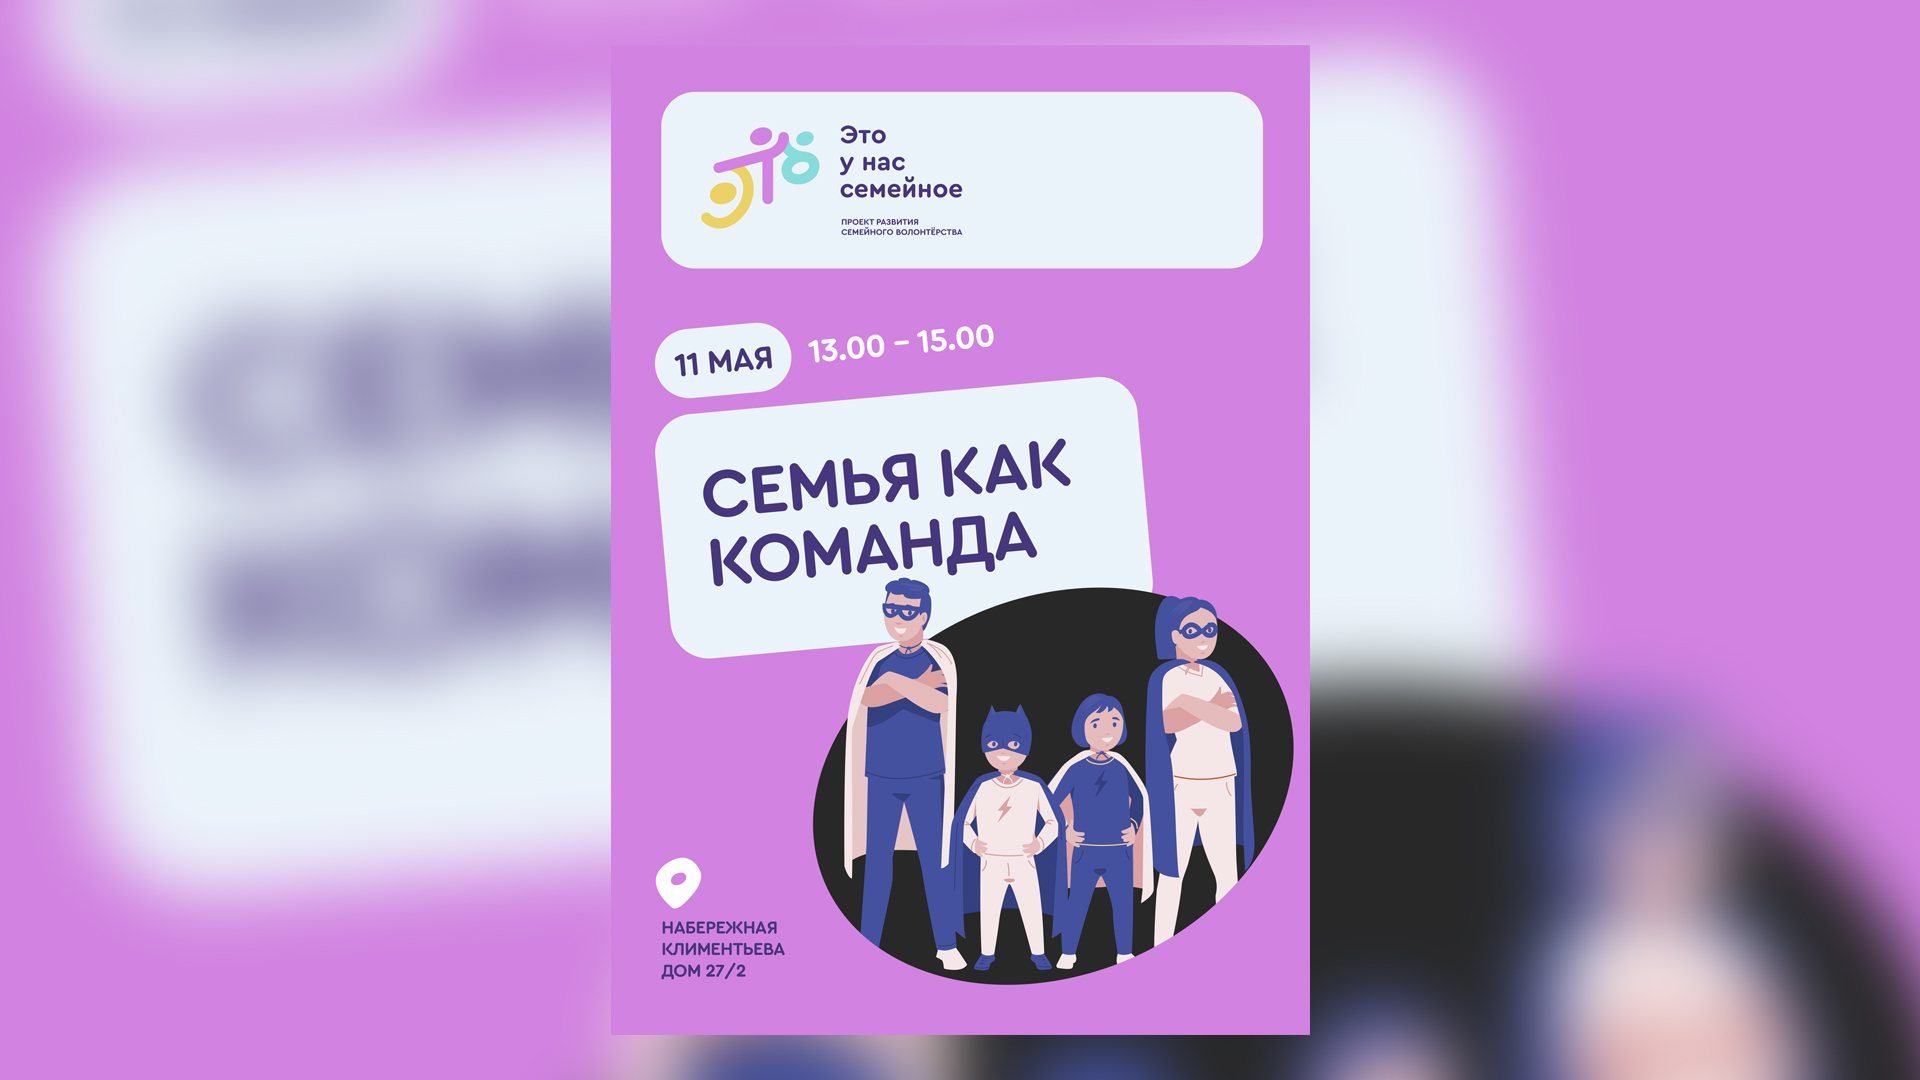 ЭТО
Это
у нас
семейное
ПРОЕКТ РАЗВИТИЯ
СЕМЕЙНОГО ВОЛОНТЁРСТВА
11 МАЯ
13.00 – 15.00
СЕМЬЯ КАК
КОМАНДА
НАБЕРЕЖНАЯ
КЛИМЕНТЬЕВА
ДОМ 27/2